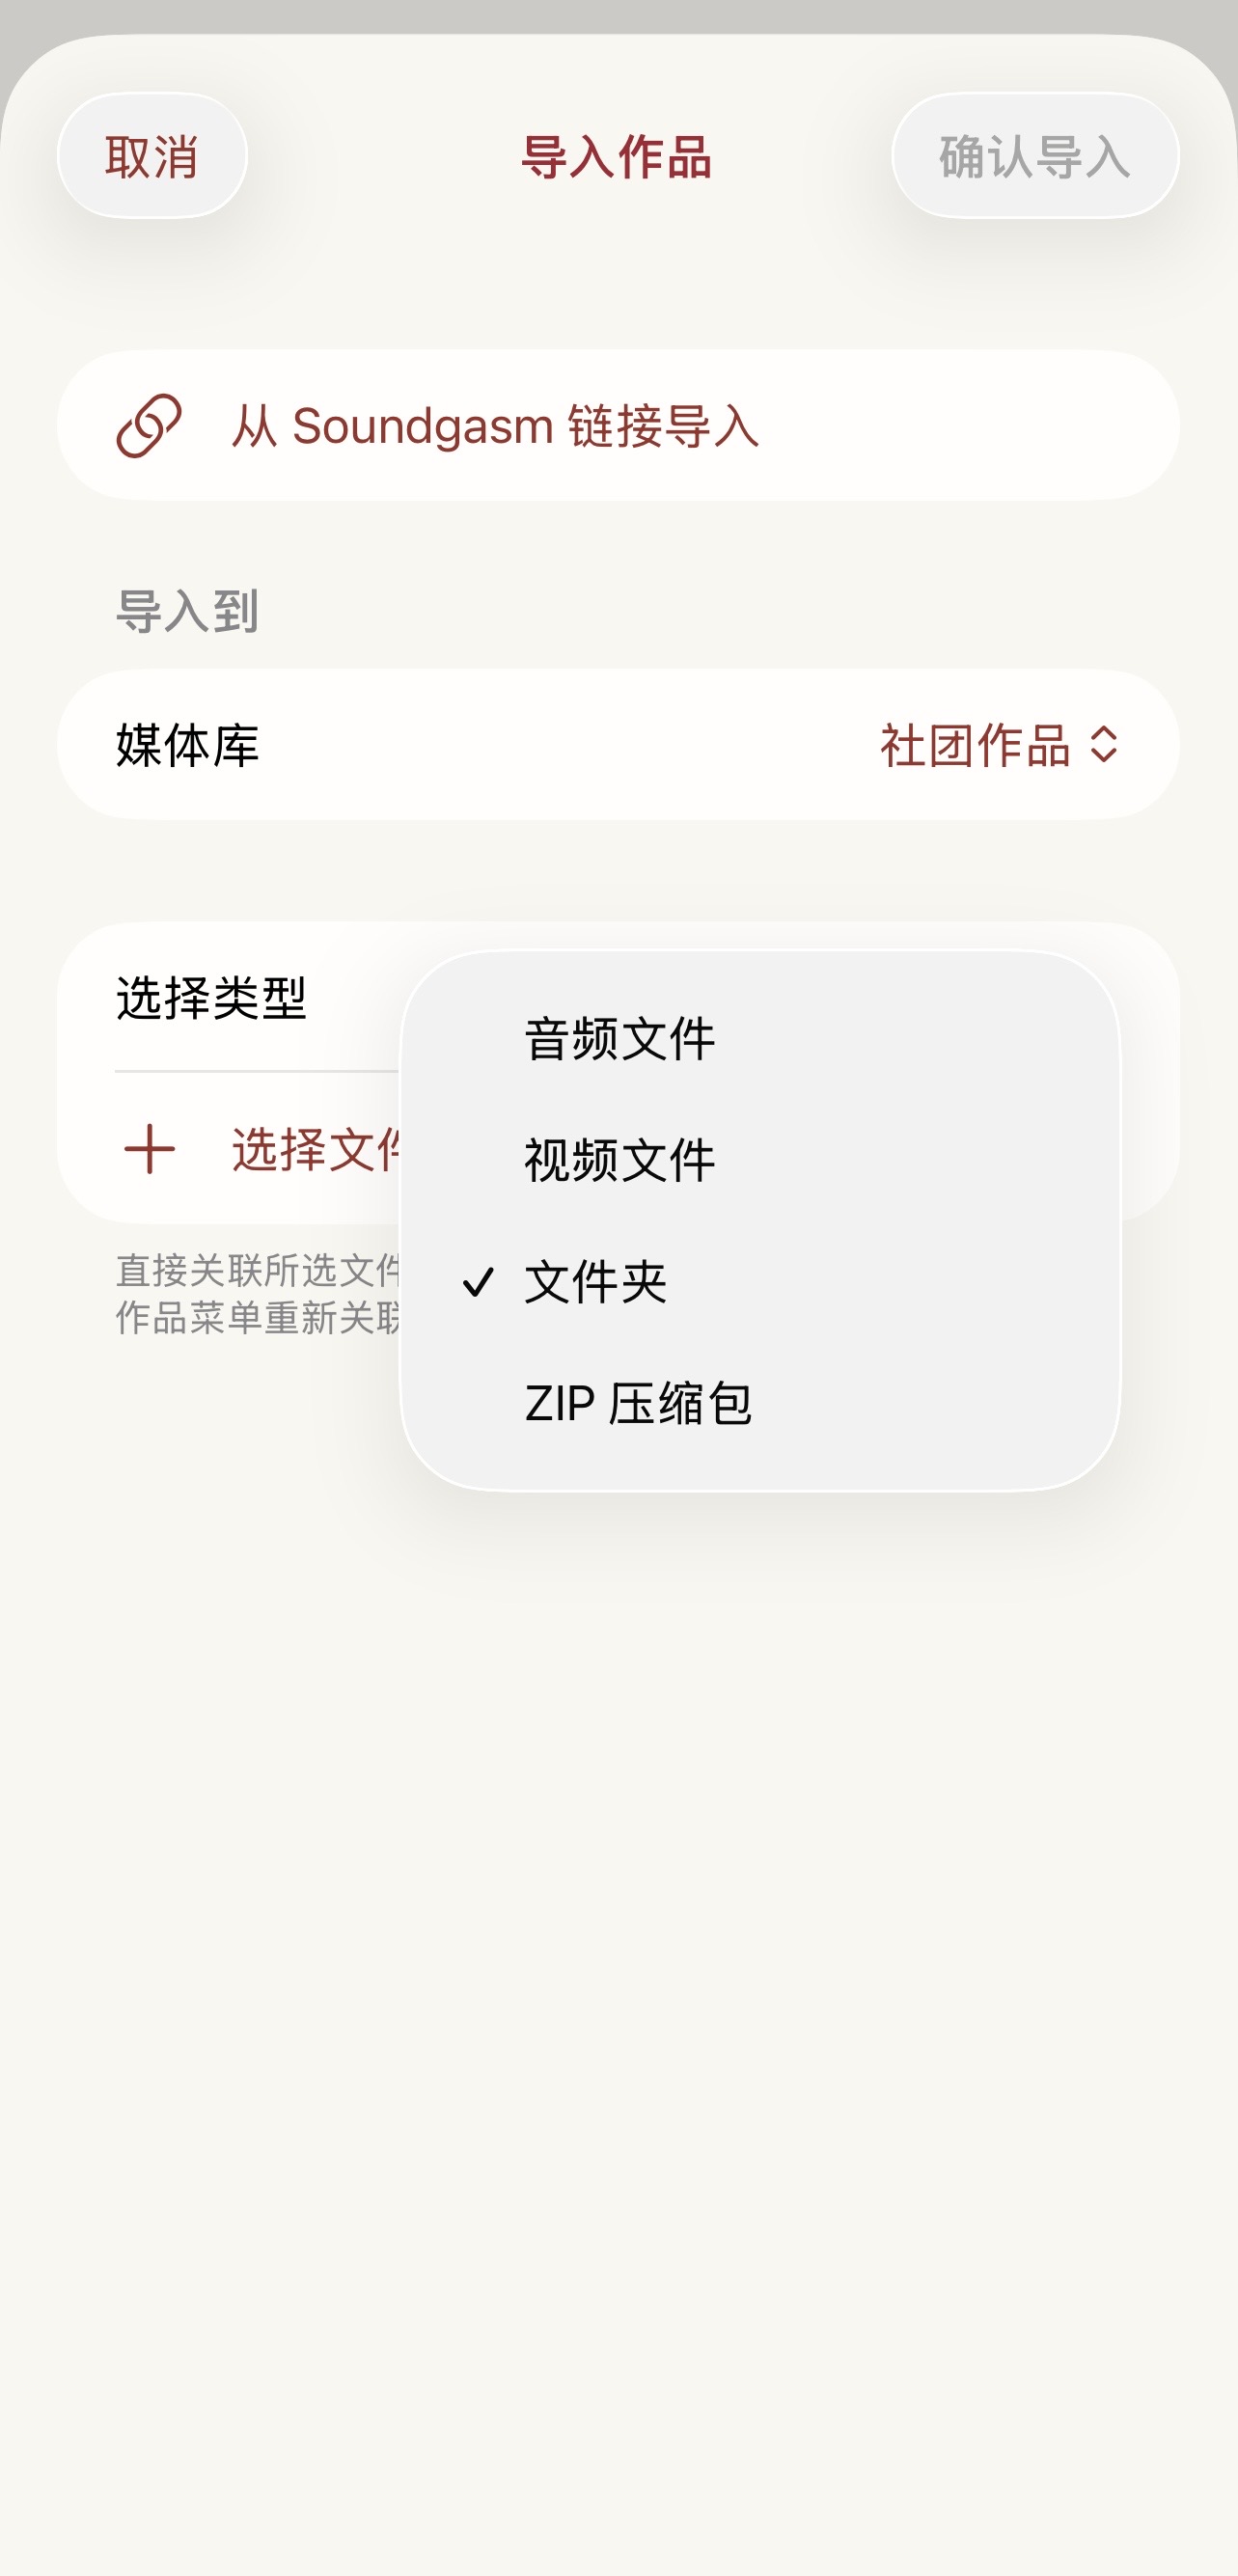 取消
导入作品
确认导入
从 Soundgasm 链接导入
导入到
媒体库
社团作品
选择类型
选择文
直接关联所选文件
作品菜单重新关联
音频文件
视频文件
文件夹
ZIP 压缩包